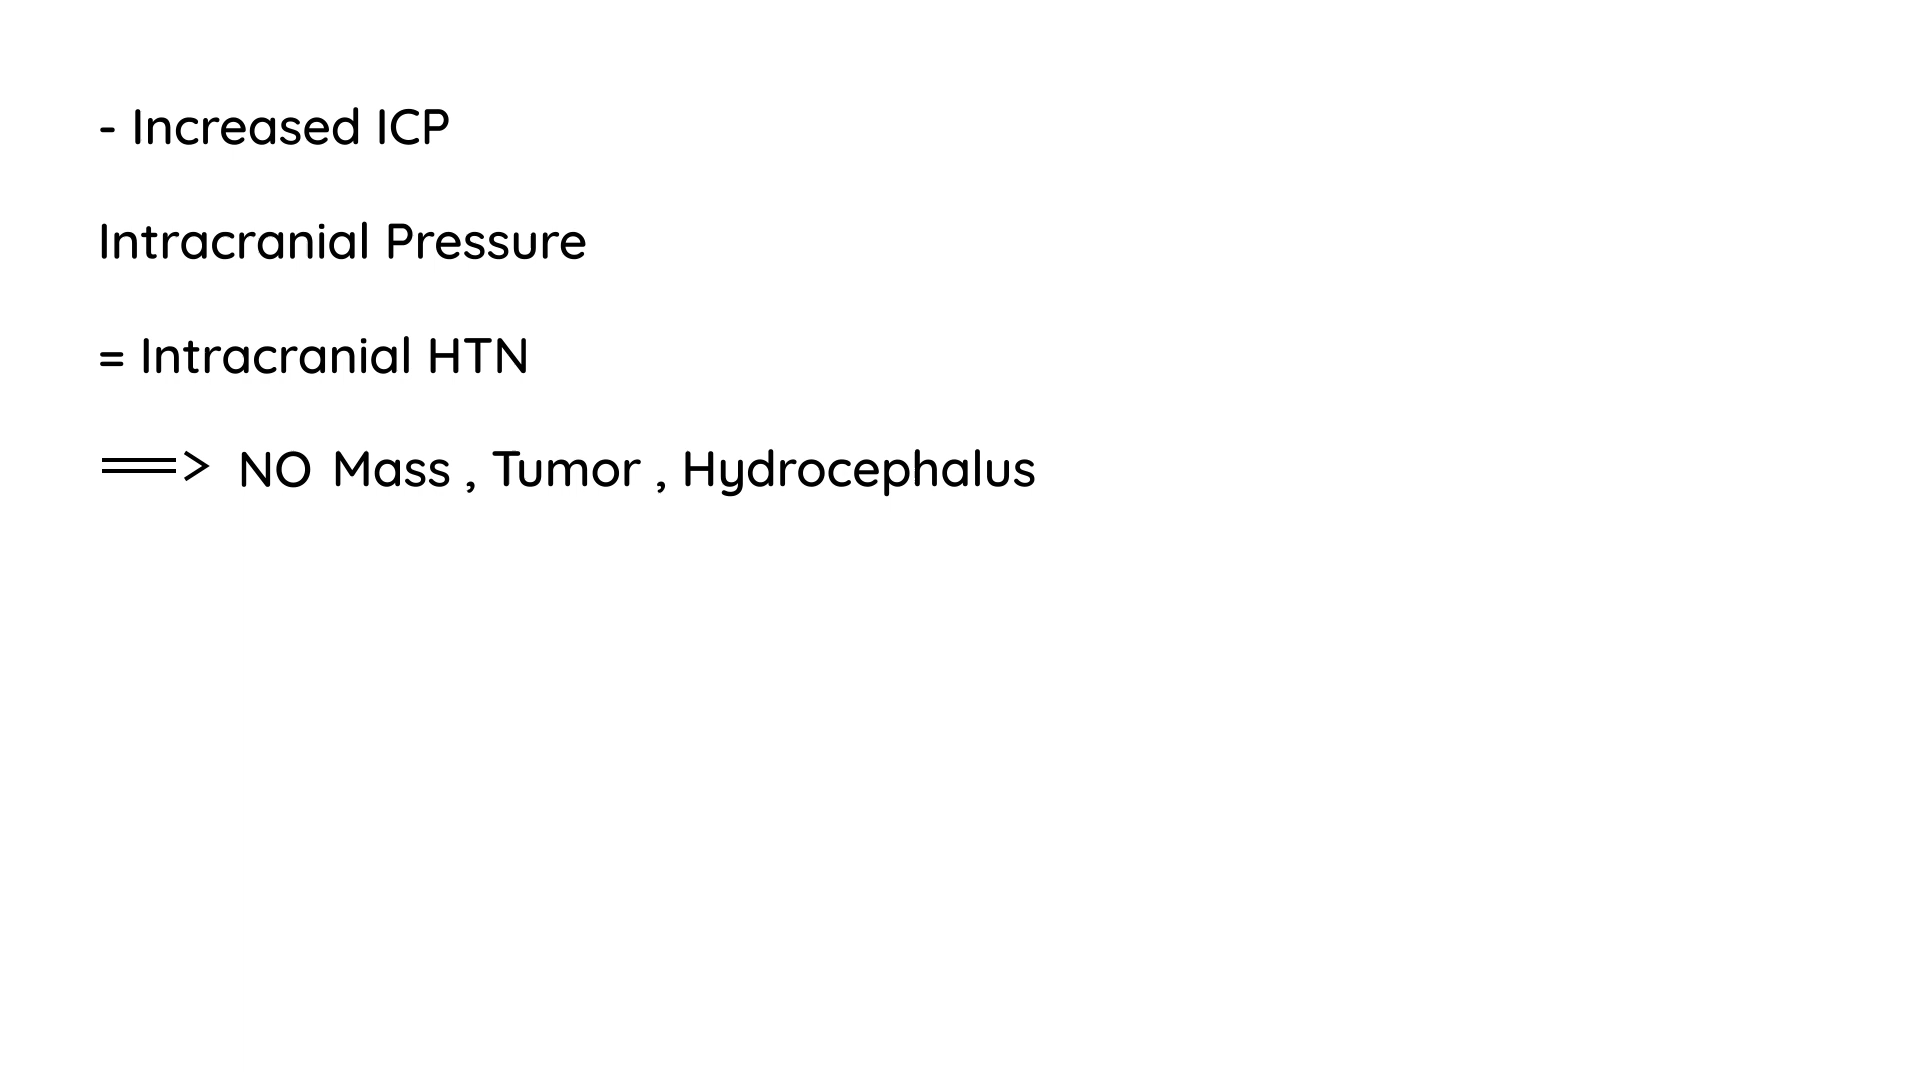 - Increased ICP
Intracranial Pressure
= Intracranial HTN
==> NO Mass , Tumor , Hydrocephalus